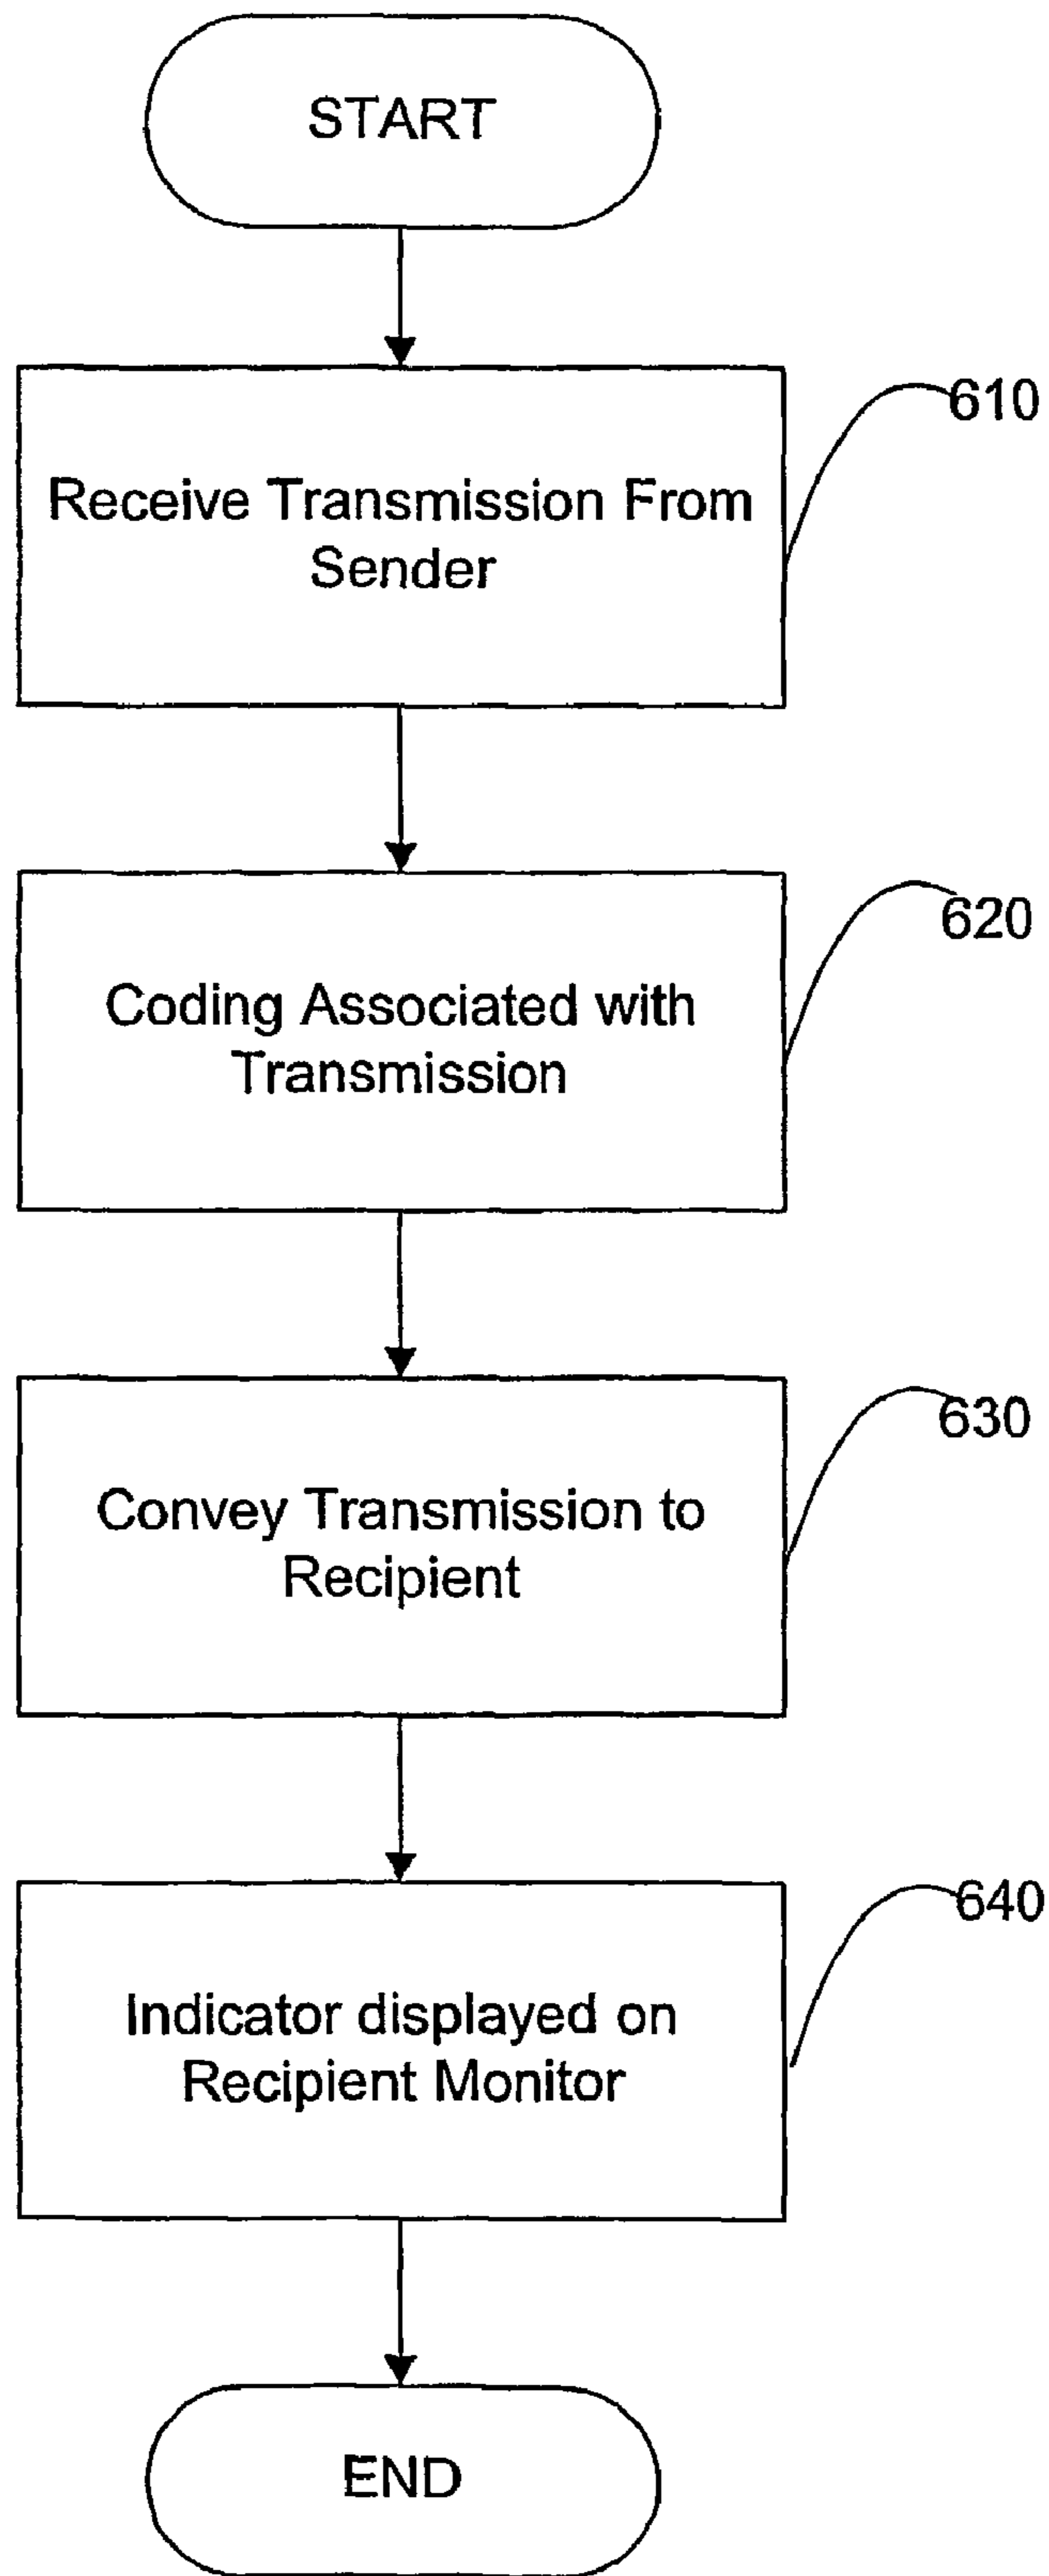 START
610
Receive Transmission From
Sender
620
Coding Associated with
Transmission
630
Convey Transmission to
Recipient
640
Indicator displayed on
Recipient Monitor
END